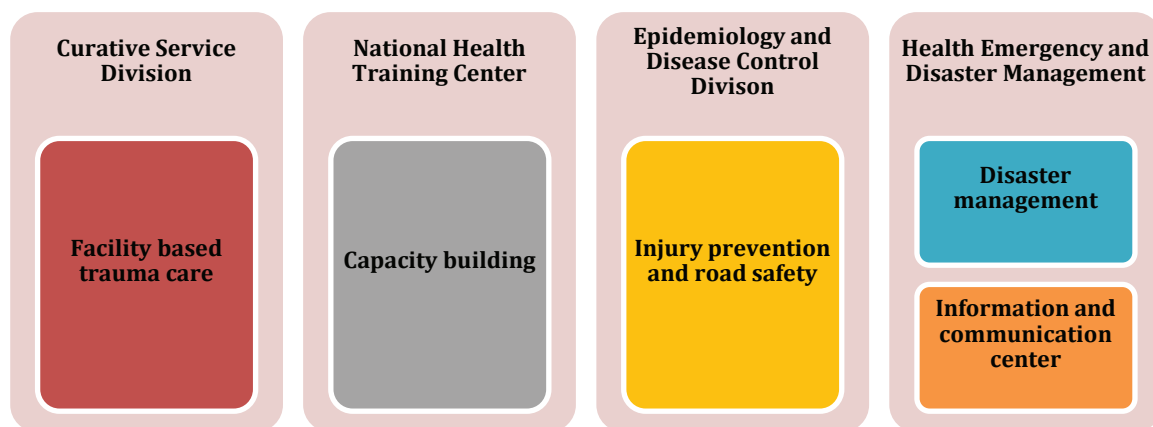 Curative Service
Division
Facility based
trauma care
National Health
Training Center
Capacity building
Epidemiology and
Disease Control
Divison
Injury prevention
and road safety
Health Emergency and
Disaster Management
Disaster
management
Information and
communication
center